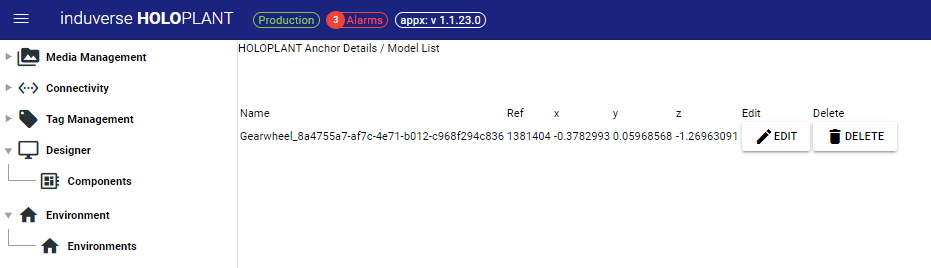 induverse HOLOPLANT Production 3 Alarms appx: v 1.1.23.0
Media Management
Connectivity
Tag Management
Designer
Components
Environment
Environments
HOLOPLANT Anchor Details / Model List
Name Ref x y z Edit Delete
Gearwheel_8a4755a7-af7c-4e71-b012-c968f294c836 1381404 -0.3782993 0.05968568 -1.26963091 EDIT DELETE